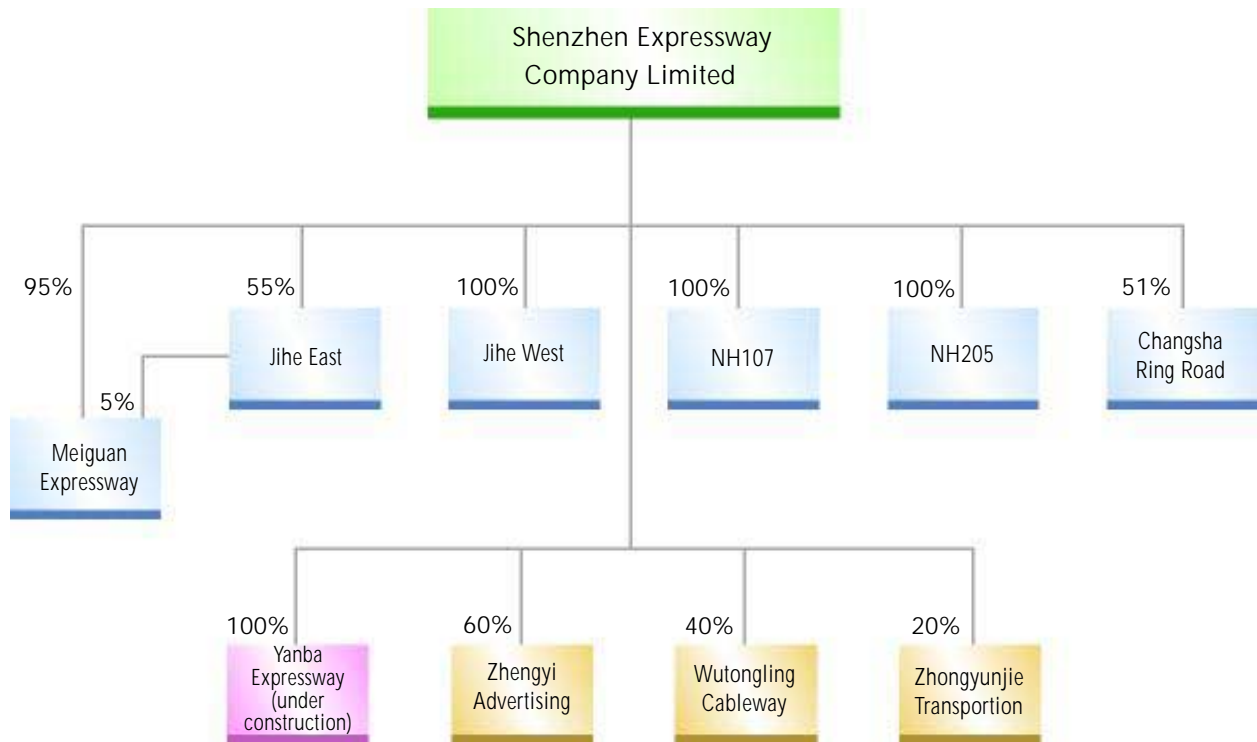 Shenzhen Expressway
Company Limited
95%
55%
100%
100%
100%
51%
Jihe East
Jihe West
NH107
NH205
Changsha
Ring Road
5%
Meiguan
Expressway
100%
60%
40%
20%
Yanba
Expressway
(under
construction)
Zhengyi
Advertising
Wutongling
Cableway
Zhongyunjie
Transportion